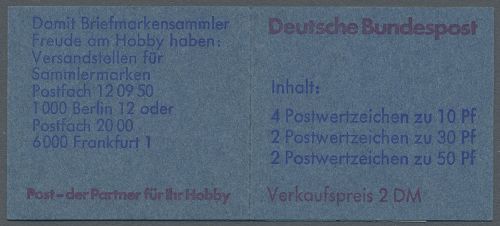 Damit Briefmarkensammler
Freude am Hobby haben:
Versandstellen für
Sammlermarken
Postfach 12 09 50
1000 Berlin 12 oder
Postfach 20 00
6000 Frankfurt 1
Post – der Partner für Ihr Hobby
Deutsche Bundespost
Inhalt:
4 Postwertzeichen zu 10 Pf
2 Postwertzeichen zu 30 Pf
2 Postwertzeichen zu 50 Pf
Verkaufspreis 2 DM